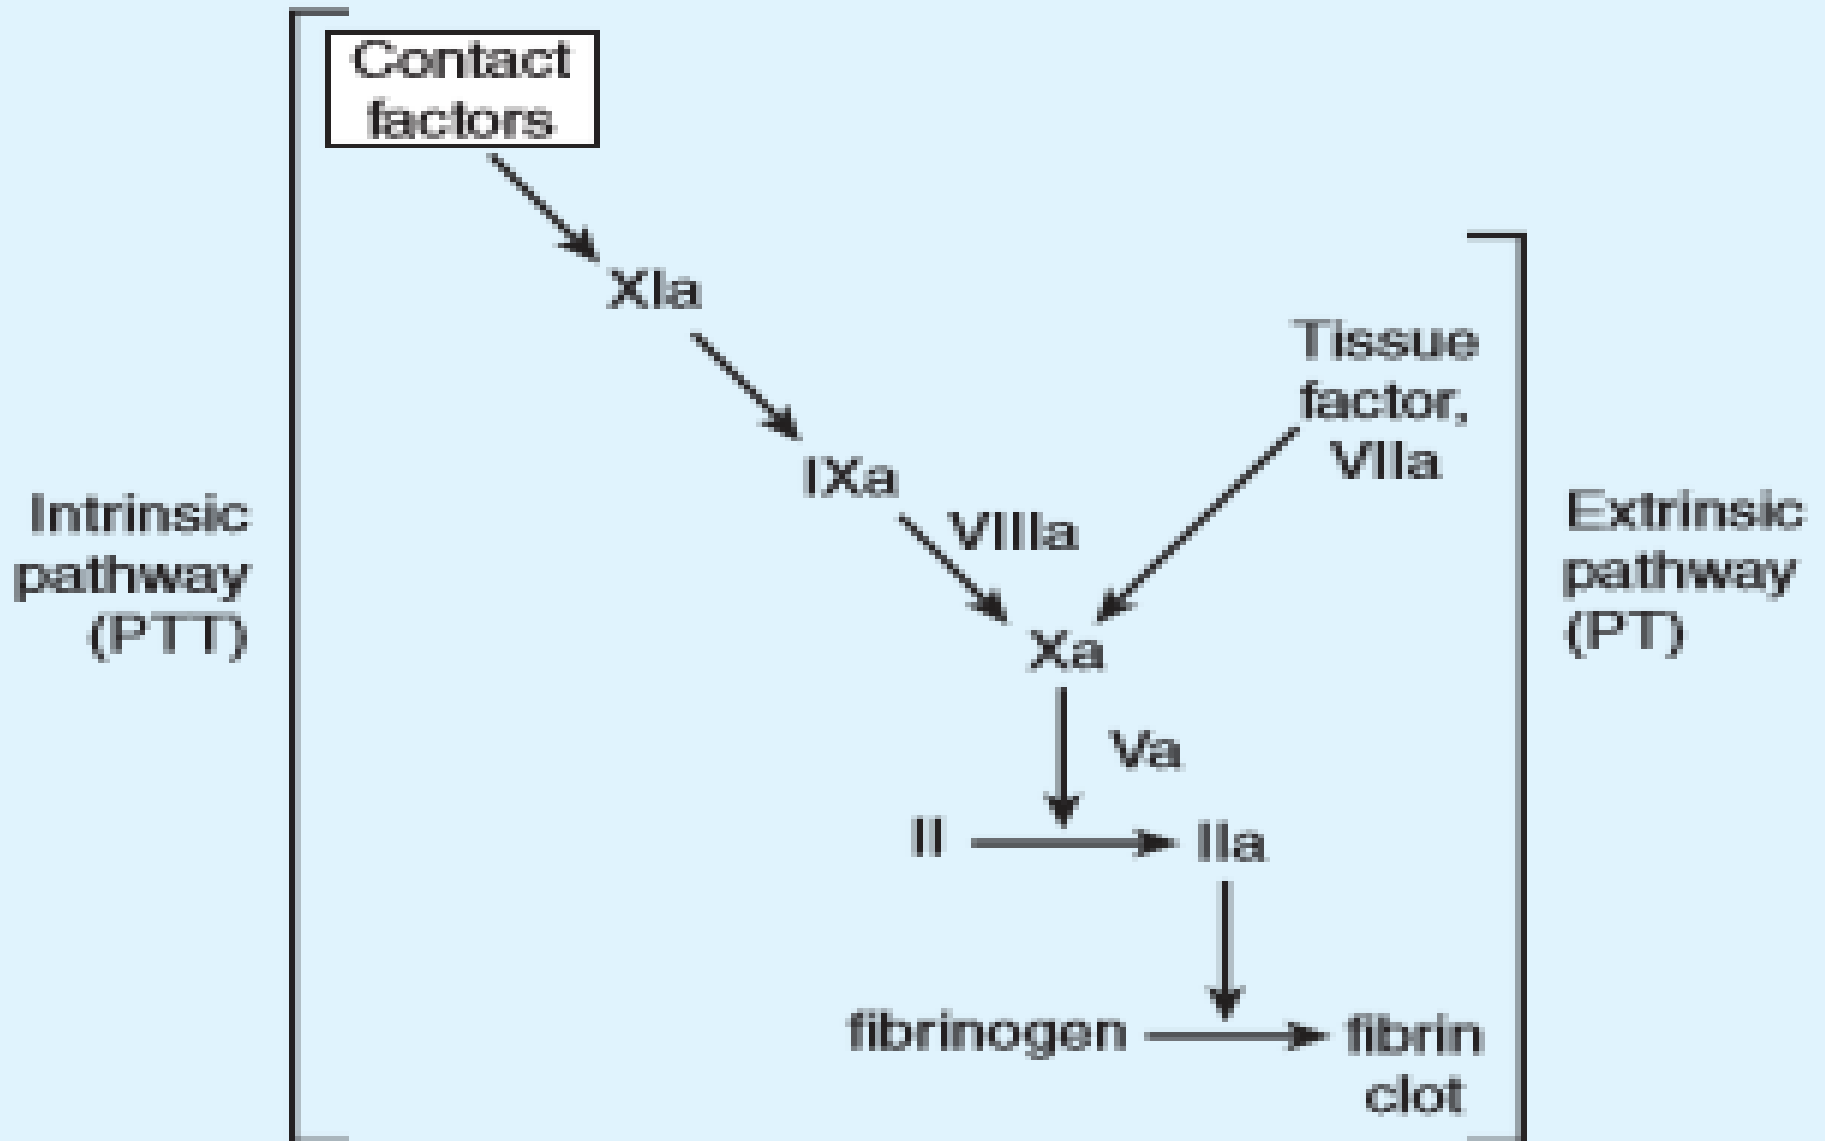 Contact
factors
XIa
Tissue
factor,
VIIa
IXa
VIIIa
Intrinsic
pathway
(PTT)
Extrinsic
pathway
(PT)
Xa
Va
II
IIa
fibrinogen
fibrin
clot